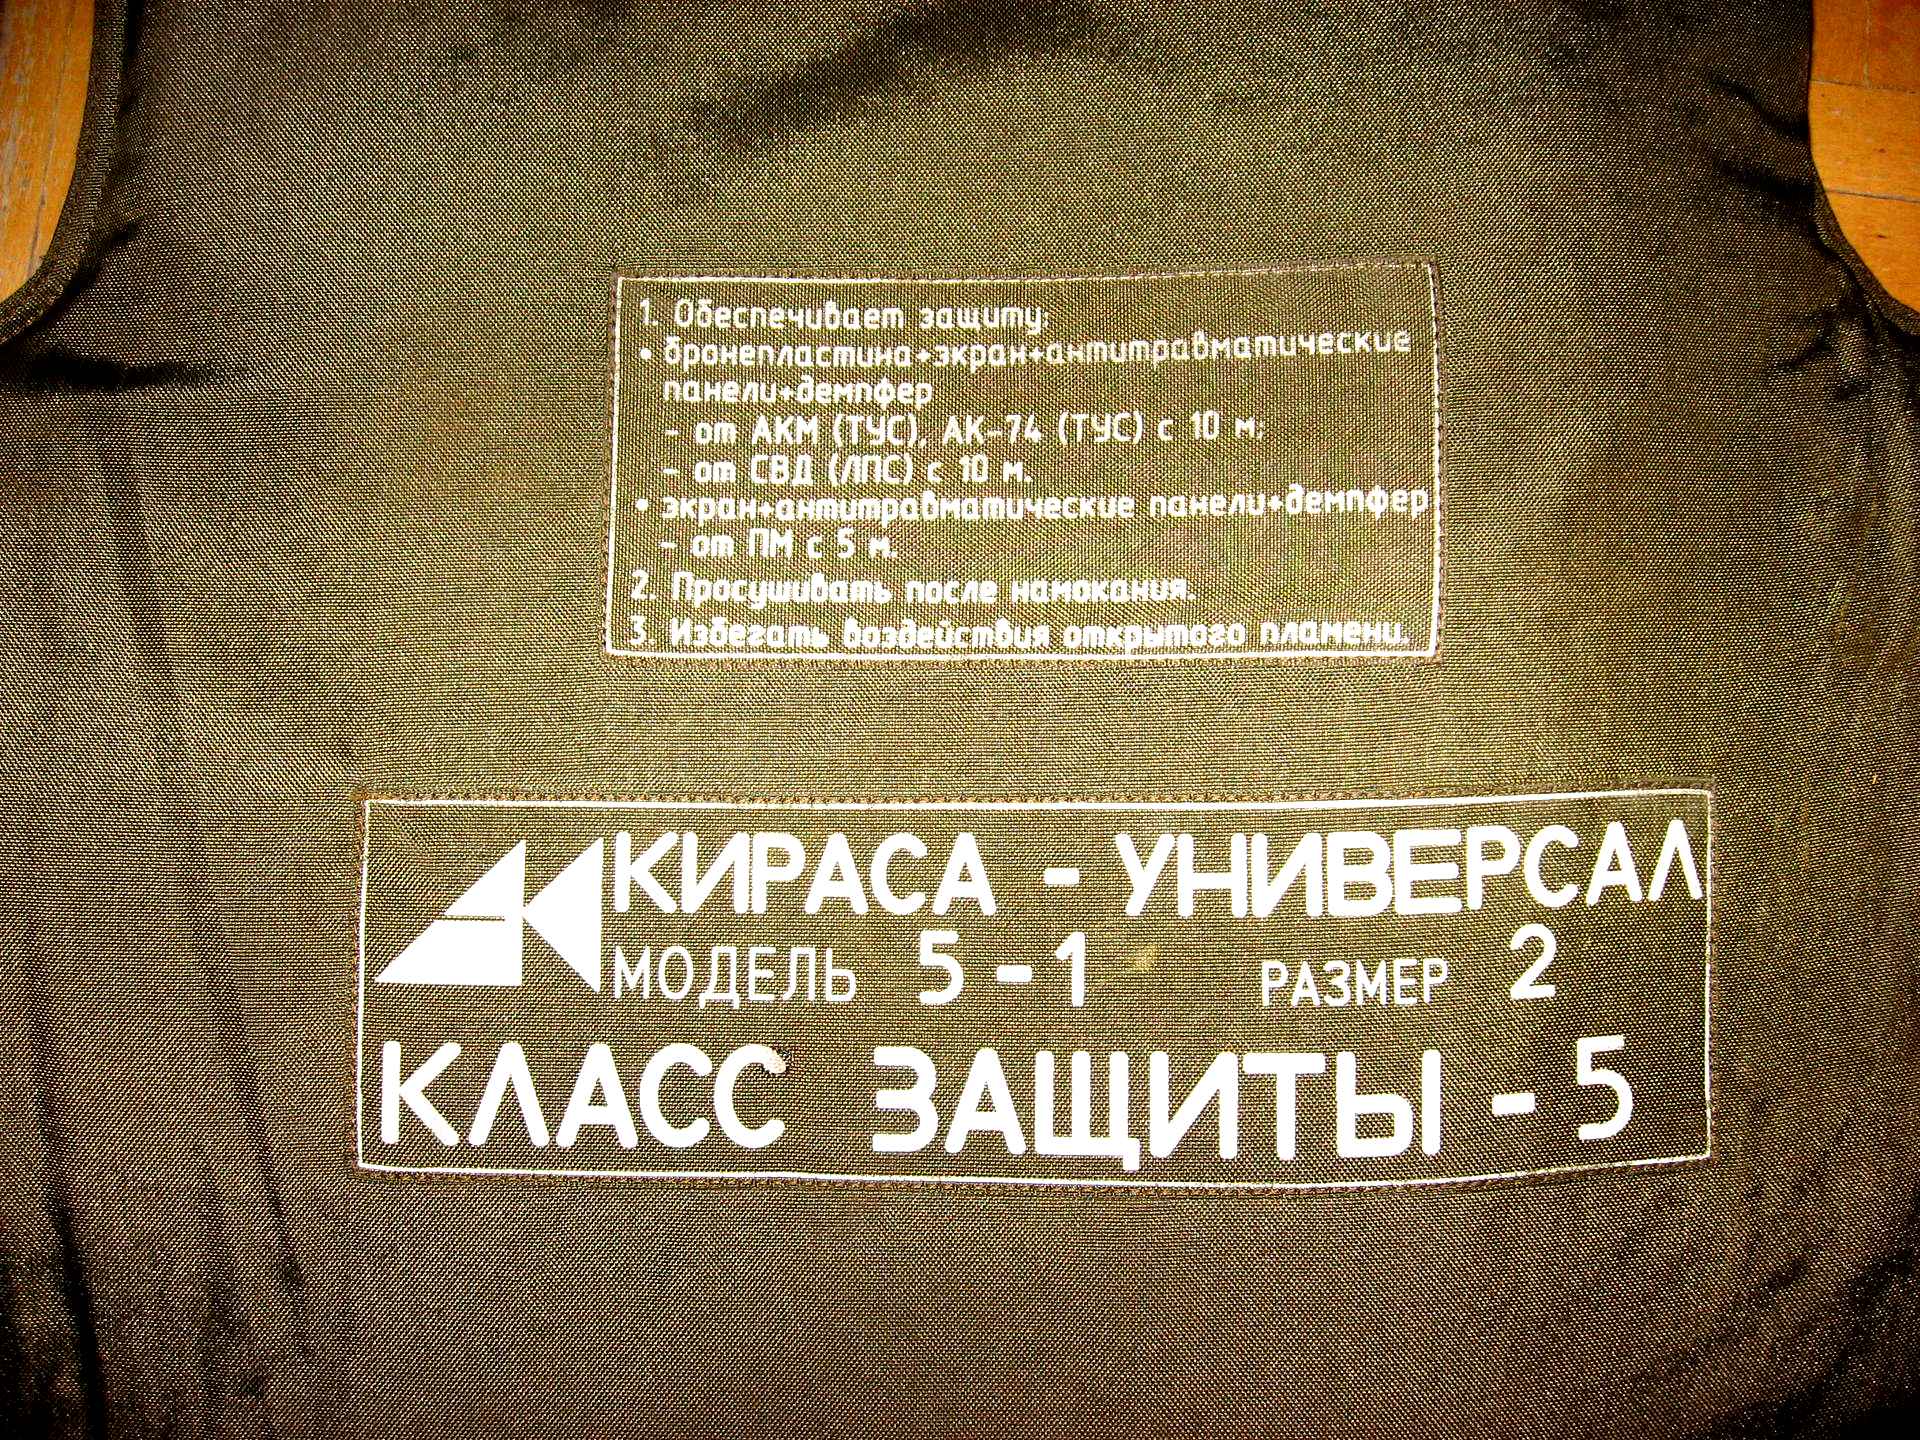 1. Обеспечивает защиту:
• бронепластина+экран+антитравматические
панели+демпфер
- от АКМ (ТУС), АК-74 (ТУС) с 10 м;
- от СВД (ЛПС) с 10 м.
• экран+антитравматические панели+демпфер
- от ПМ с 5 м.
2. Просушивать после намокания.
3. Избегать воздействия открытого пламени.
КИРАСА - УНИВЕРСАЛ
МОДЕЛЬ 5-1 РАЗМЕР 2
КЛАСС ЗАЩИТЫ - 5